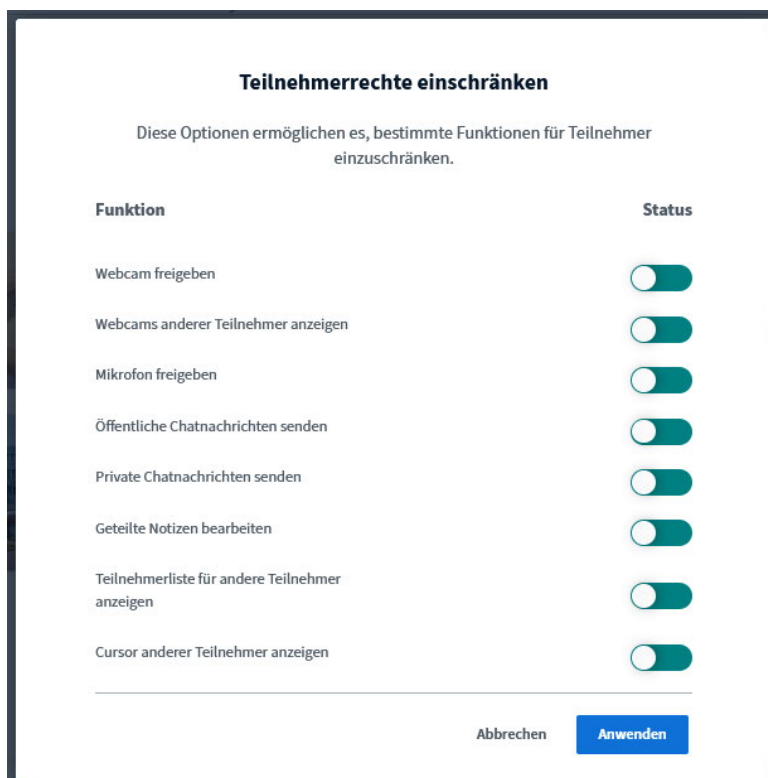 Teilnehmerrechte einschränken
Diese Optionen ermöglichen es, bestimmte Funktionen für Teilnehmer
einzuschränken.
Funktion Status
Webcam freigeben
Webcams anderer Teilnehmer anzeigen
Mikrofon freigeben
Öffentliche Chatnachrichten senden
Private Chatnachrichten senden
Geteilte Notizen bearbeiten
Teilnehmerliste für andere Teilnehmer
anzeigen
Cursor anderer Teilnehmer anzeigen
Abbrechen Anwenden